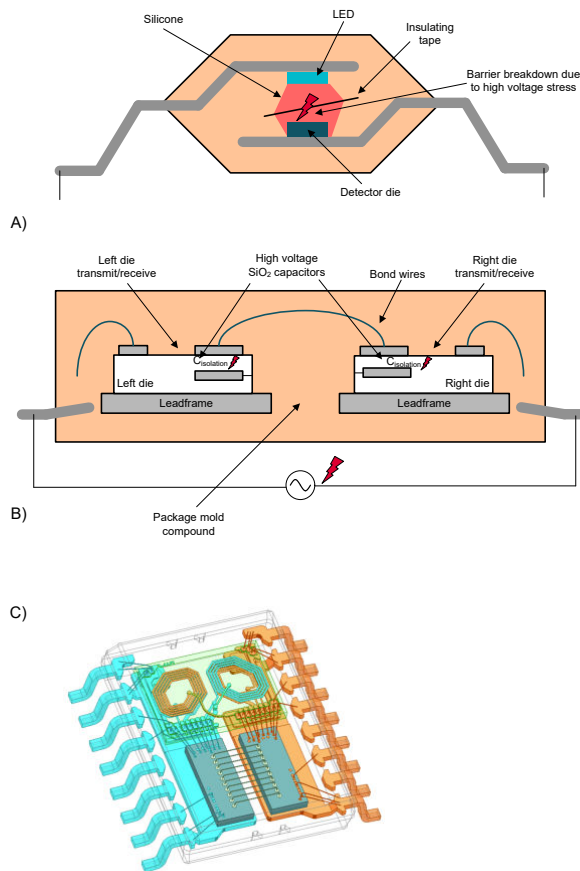 LED
Silicone
Insulating
tape
Barrier breakdown due
to high voltage stress
Detector die
A)
Left die
transmit/receive
High voltage
SiO₂ capacitors
Bond wires
Right die
transmit/receive
Cisolation
Cisolation
Left die
Right die
Leadframe
Leadframe
Package mold
compound
B)
C)